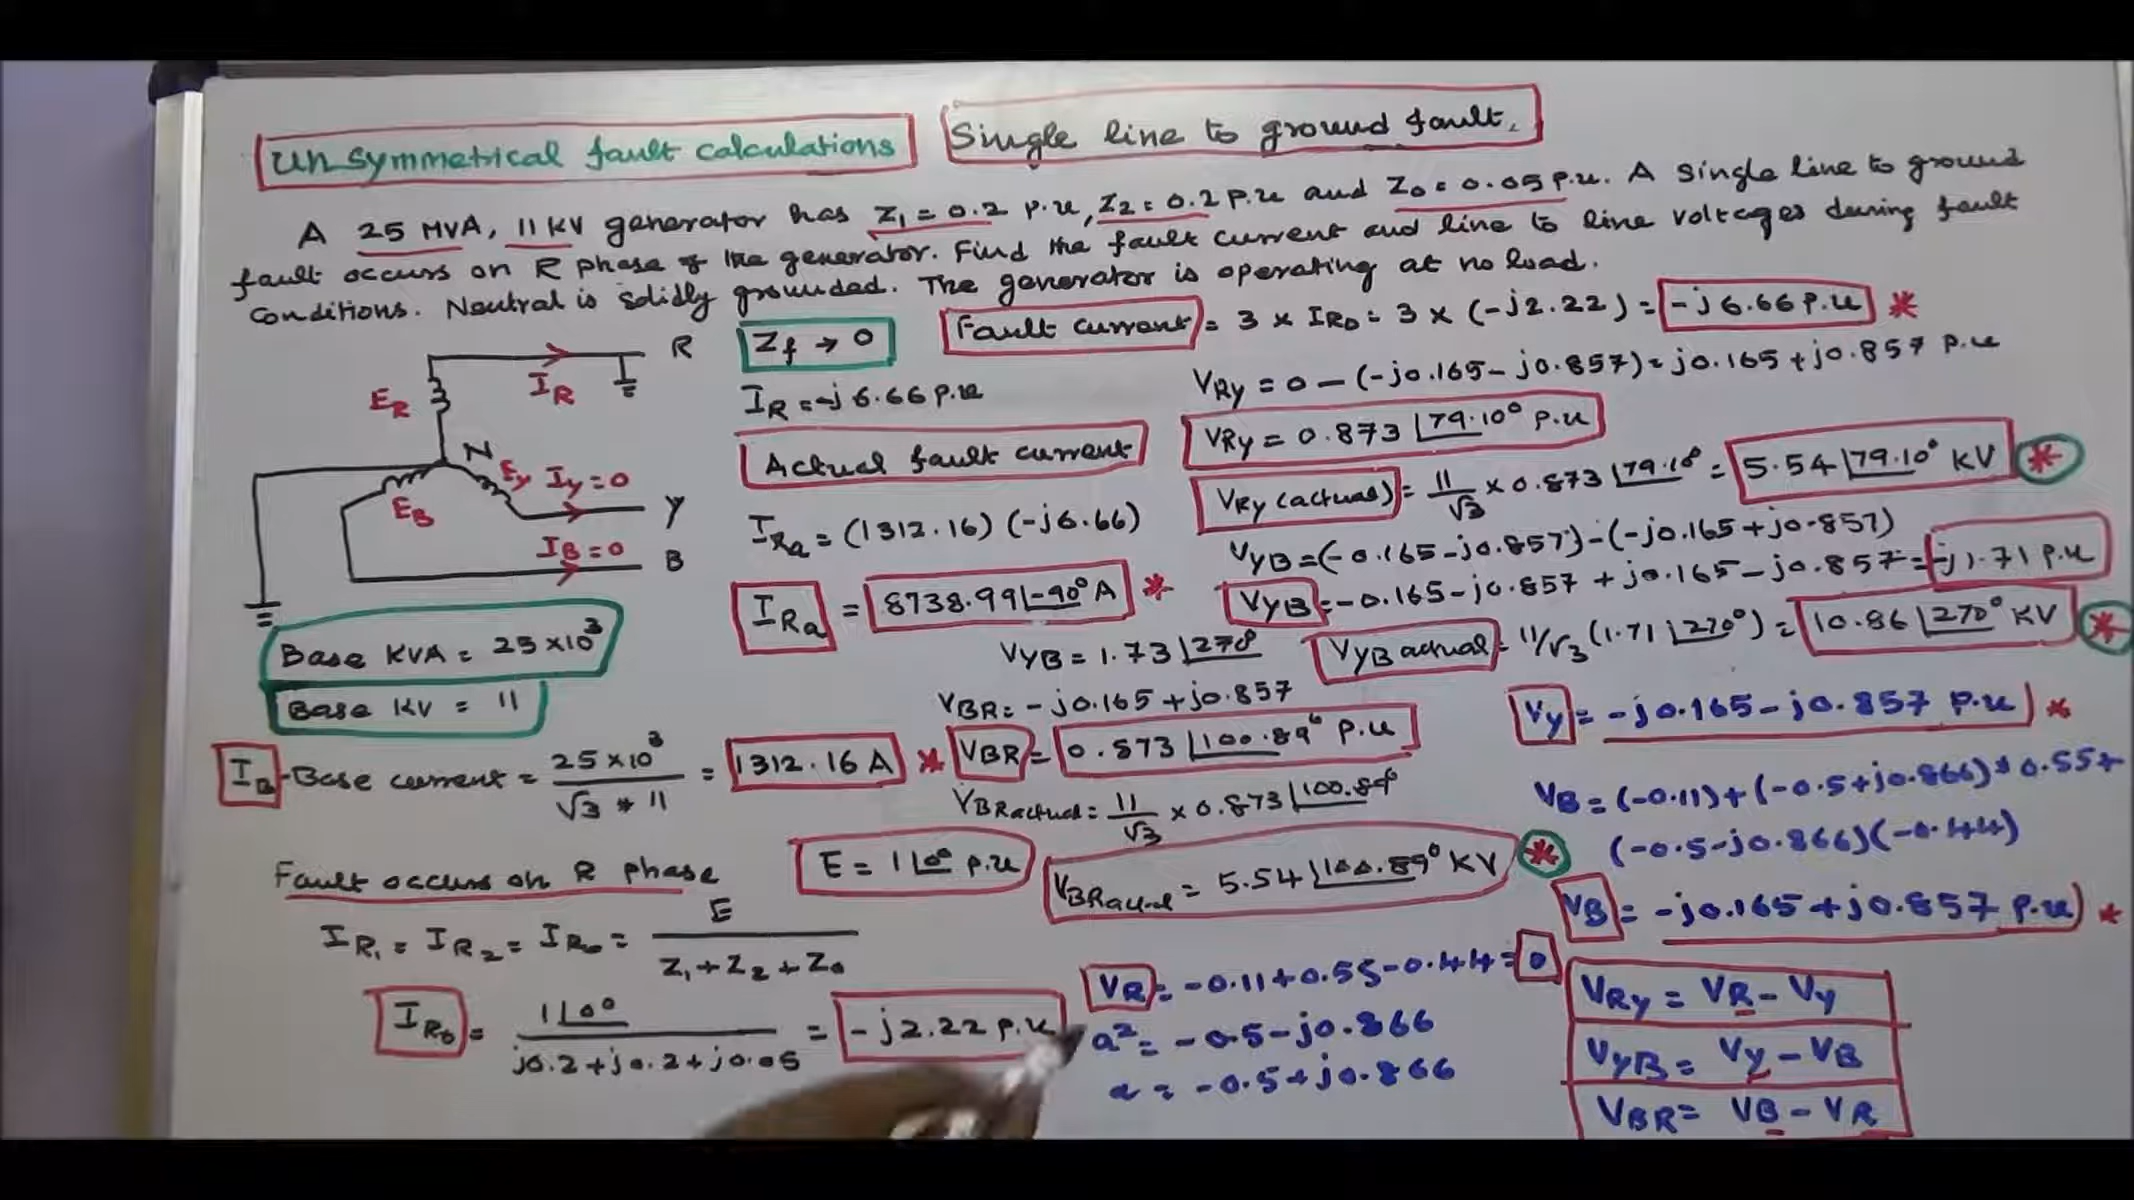 Unsymmetrical fault calculations
Single line to ground fault.
A 25 MVA, 11 KV generator has Z1 = 0.2 p.u, Z2 = 0.2 p.u and Z0 = 0.05 p.u. A single line to ground
fault occurs on R phase of the generator. Find the fault current and line to line voltages during fault
conditions. Neutral is solidly grounded. The generator is operating at no load.
R
ER
IR
N
Ey
Iy = 0
Y
EB
IB = 0
B
Base KVA = 25 × 10³
Base KV = 11
IB - Base current = 25 × 10³ / √3 * 11 = 1312.16 A *
Fault occurs on R phase
IR1 = IR2 = IR0 = E / Z1 + Z2 + Z0
IR0 = 1∠0° / j0.2 + j0.2 + j0.05 = -j2.22 p.u
Zf → 0
IR = -j6.66 p.u
Actual fault current
IRa = (1312.16) (-j6.66)
IRa = 8738.99∠-90° A *
E = 1∠0° p.u
Fault current = 3 × IR0 = 3 × (-j2.22) = -j6.66 p.u *
VRy = 0 - (-j0.165 - j0.857) = j0.165 + j0.857 p.u
VRy = 0.873∠79.10° p.u
VRy (actual) = 11/√3 × 0.873∠79.10° = 5.54∠79.10° KV *
VYB = (-0.165 - j0.857) - (-j0.165 + j0.857)
VYB = -0.165 - j0.857 + j0.165 - j0.857 = -j1.71 p.u
VYB = 1.73∠270°
VYB actual = 11/√3 (1.71∠270°) = 10.86∠270° KV *
VBR = -j0.165 + j0.857
VBR = 0.873∠100.89° p.u
VBR actual = 11/√3 × 0.873∠100.89°
VBR actual = 5.54∠100.89° KV *
Vy = -j0.165 - j0.857 p.u *
VB = (-0.11) + (-0.5 + j0.866) * 0.55 +
(-0.5 - j0.866) (-0.44)
VB = -j0.165 + j0.857 p.u *
VR = -0.11 + 0.55 - 0.44 = 0
a² = -0.5 - j0.866
a = -0.5 + j0.866
VRy = VR - Vy
VYB = VY - VB
VBR = VB - VR